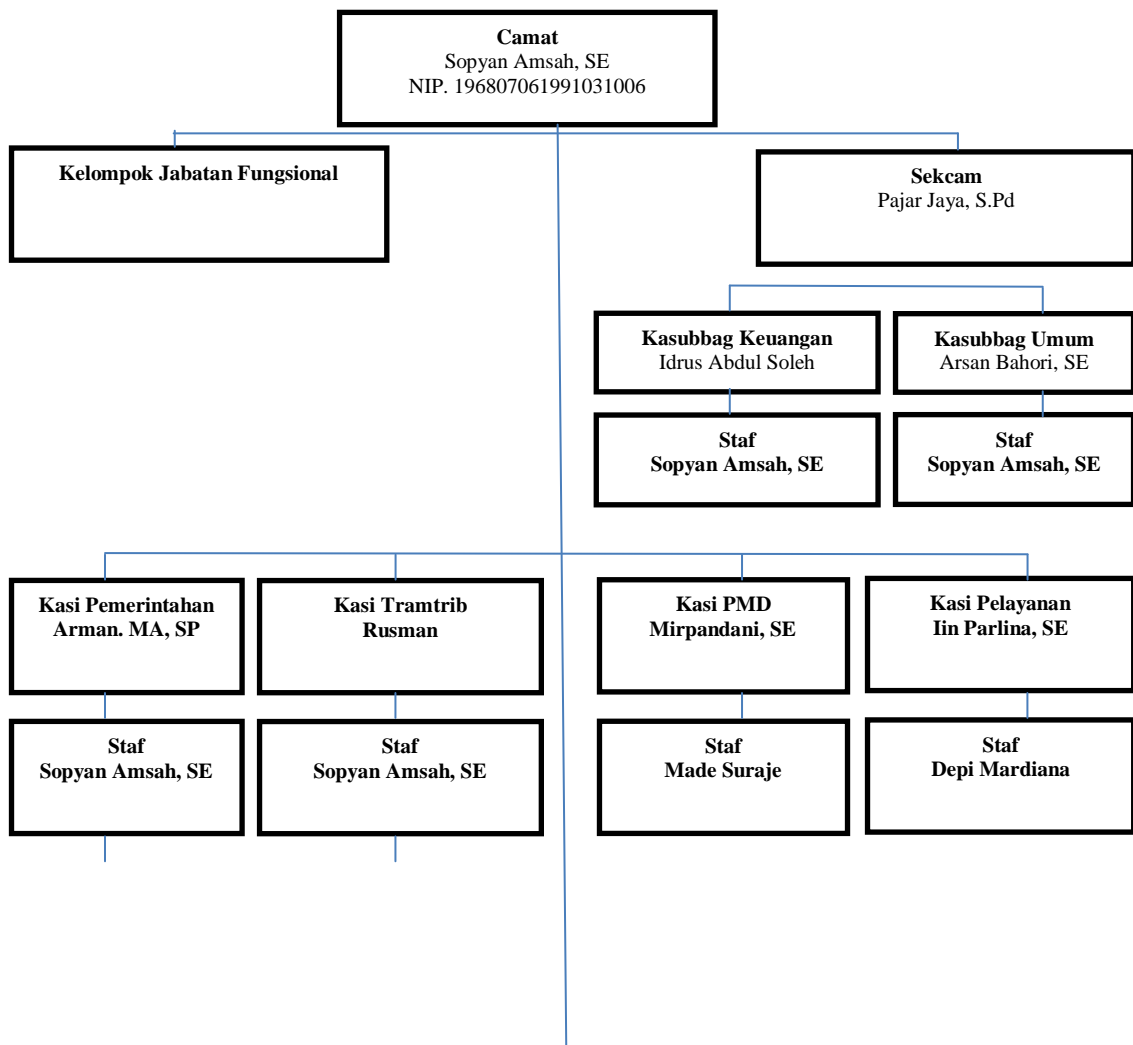 Camat
Sopyan Amsah, SE
NIP. 196807061991031006
Kelompok Jabatan Fungsional
Sekcam
Pajar Jaya, S.Pd
Kasubbag Keuangan
Idrus Abdul Soleh
Kasubbag Umum
Arsan Bahori, SE
Staf
Sopyan Amsah, SE
Staf
Sopyan Amsah, SE
Kasi Pemerintahan
Arman. MA, SP
Kasi Tramtrib
Rusman
Kasi PMD
Mirpandani, SE
Kasi Pelayanan
Iin Parlina, SE
Staf
Sopyan Amsah, SE
Staf
Sopyan Amsah, SE
Staf
Made Suraje
Staf
Depi Mardiana